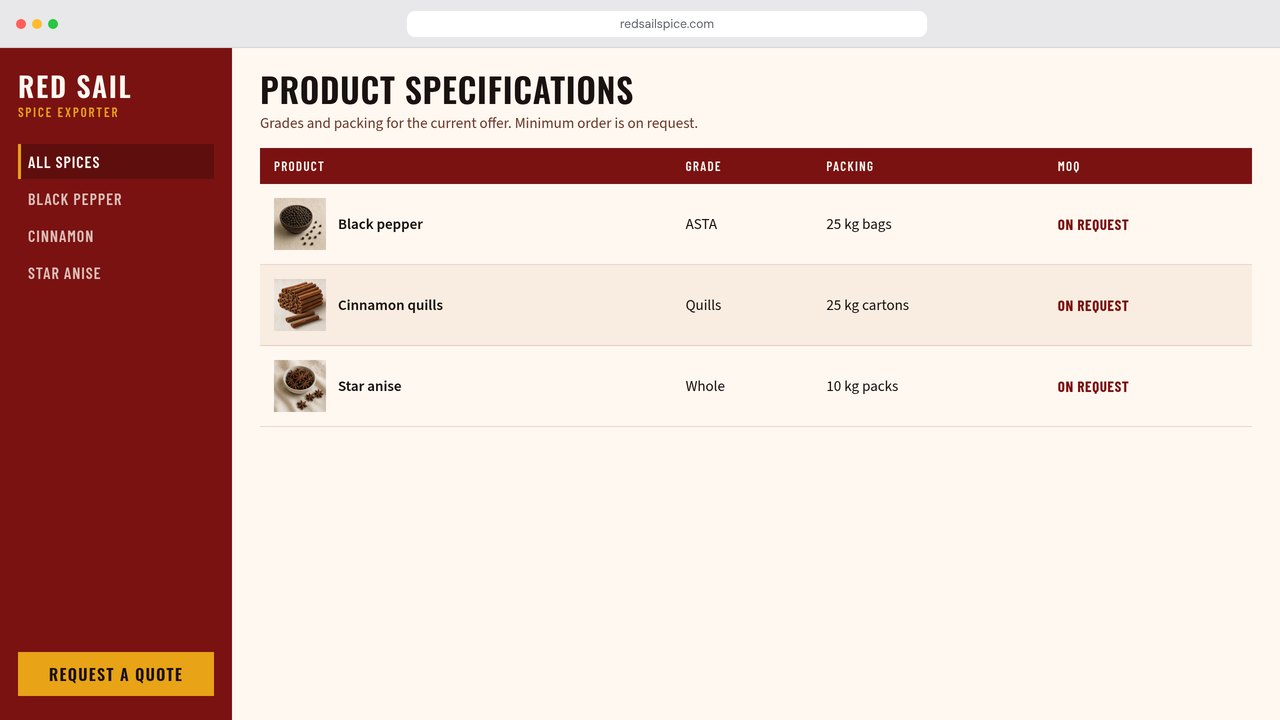 redsailspice.com
RED SAIL
SPICE EXPORTER
ALL SPICES
BLACK PEPPER
CINNAMON
STAR ANISE
REQUEST A QUOTE
PRODUCT SPECIFICATIONS
Grades and packing for the current offer. Minimum order is on request.
PRODUCT GRADE PACKING MOQ
Black pepper ASTA 25 kg bags ON REQUEST
Cinnamon quills Quills 25 kg cartons ON REQUEST
Star anise Whole 10 kg packs ON REQUEST